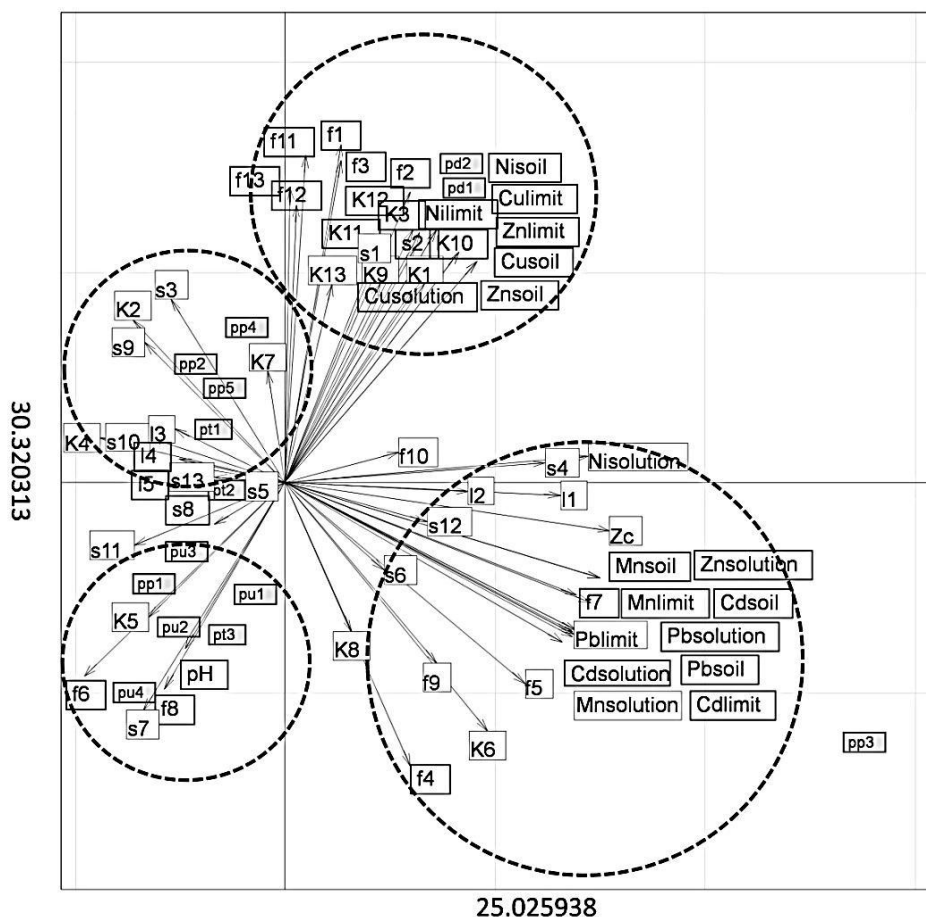 f11
f1
f3
f2
pd2
Nisoil
f13
f12
K12
pd1
Culimit
K3
Nilimit
K11
s1
s2
K10
Znlimit
K13
K9
K1
Cusoil
Cusolution
Znsoil
s3
K2
pp4
s9
pp2
K7
pp5
K4
s10
l3
pt1
l4
f10
s4
Nisolution
l5
s13
pt2
s5
l2
l1
s8
s12
Zc
s11
pu3
s6
Mnsoil
Znsolution
pp1
pu1
f7
Mnlimit
Cdsoil
K5
pu2
pt3
K8
Pblimit
Pbsolution
pH
f9
f5
Cdsolution
Pbsoil
f6
pu4
f8
s7
Mnsolution
Cdlimit
K6
pp3
f4
30.320313
25.025938